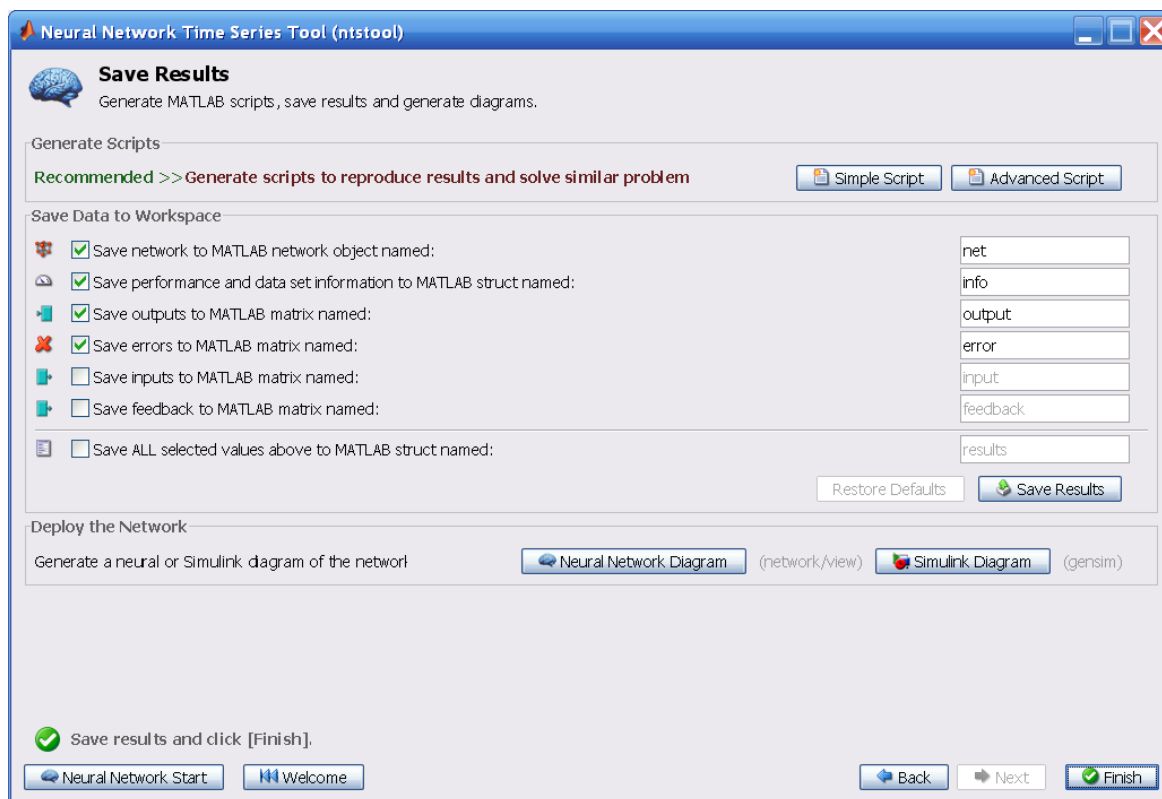 Neural Network Time Series Tool (ntstool)
Save Results
Generate MATLAB scripts, save results and generate diagrams.
Generate Scripts
Recommended >> Generate scripts to reproduce results and solve similar problem
Simple Script
Advanced Script
Save Data to Workspace
Save network to MATLAB network object named: net
Save performance and data set information to MATLAB struct named: info
Save outputs to MATLAB matrix named: output
Save errors to MATLAB matrix named: error
Save inputs to MATLAB matrix named: input
Save feedback to MATLAB matrix named: feedback
Save ALL selected values above to MATLAB struct named: results
Restore Defaults
Save Results
Deploy the Network
Generate a neural or Simulink diagram of the network
Neural Network Diagram
(network/view)
Simulink Diagram
(gensim)
Save results and click [Finish].
Neural Network Start
Welcome
Back
Next
Finish